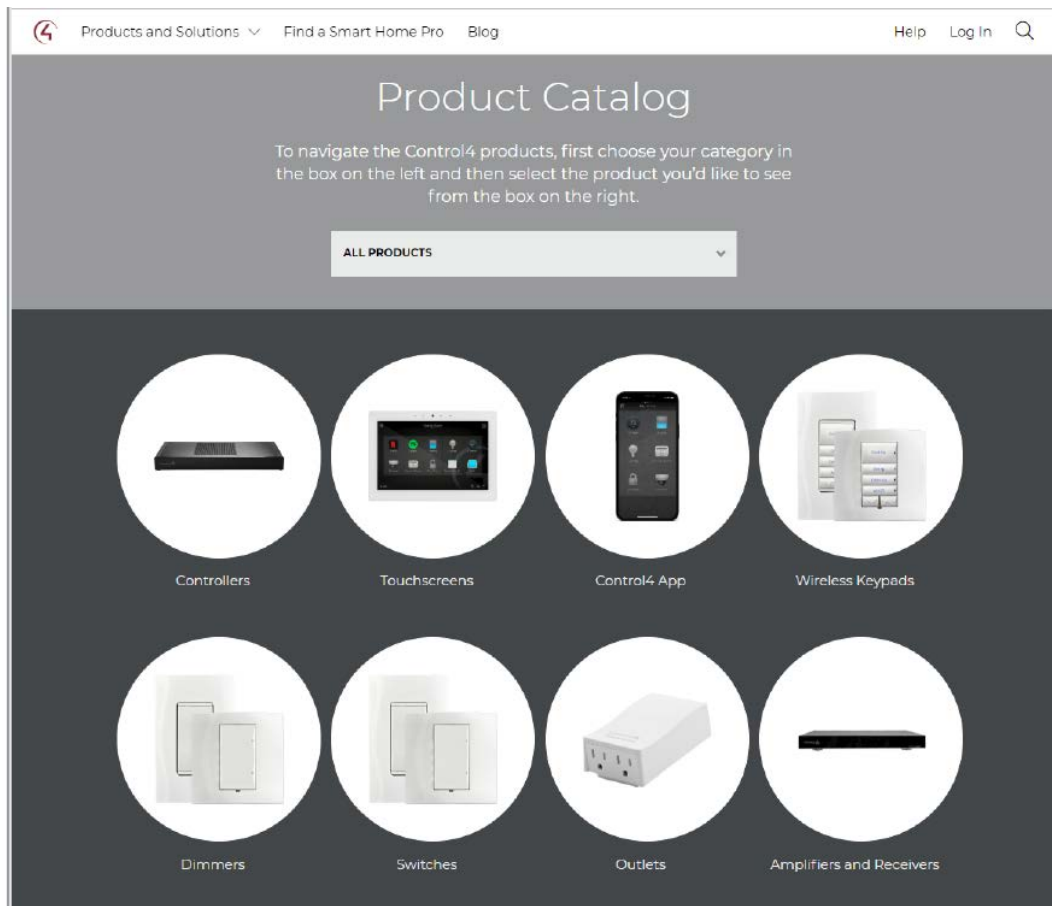 Products and Solutions
Find a Smart Home Pro
Blog
Help
Log In
Product Catalog
To navigate the Control4 products, first choose your category in
the box on the left and then select the product you'd like to see
from the box on the right.
ALL PRODUCTS
Controllers
Touchscreens
Control4 App
Wireless Keypads
Dimmers
Switches
Outlets
Amplifiers and Receivers